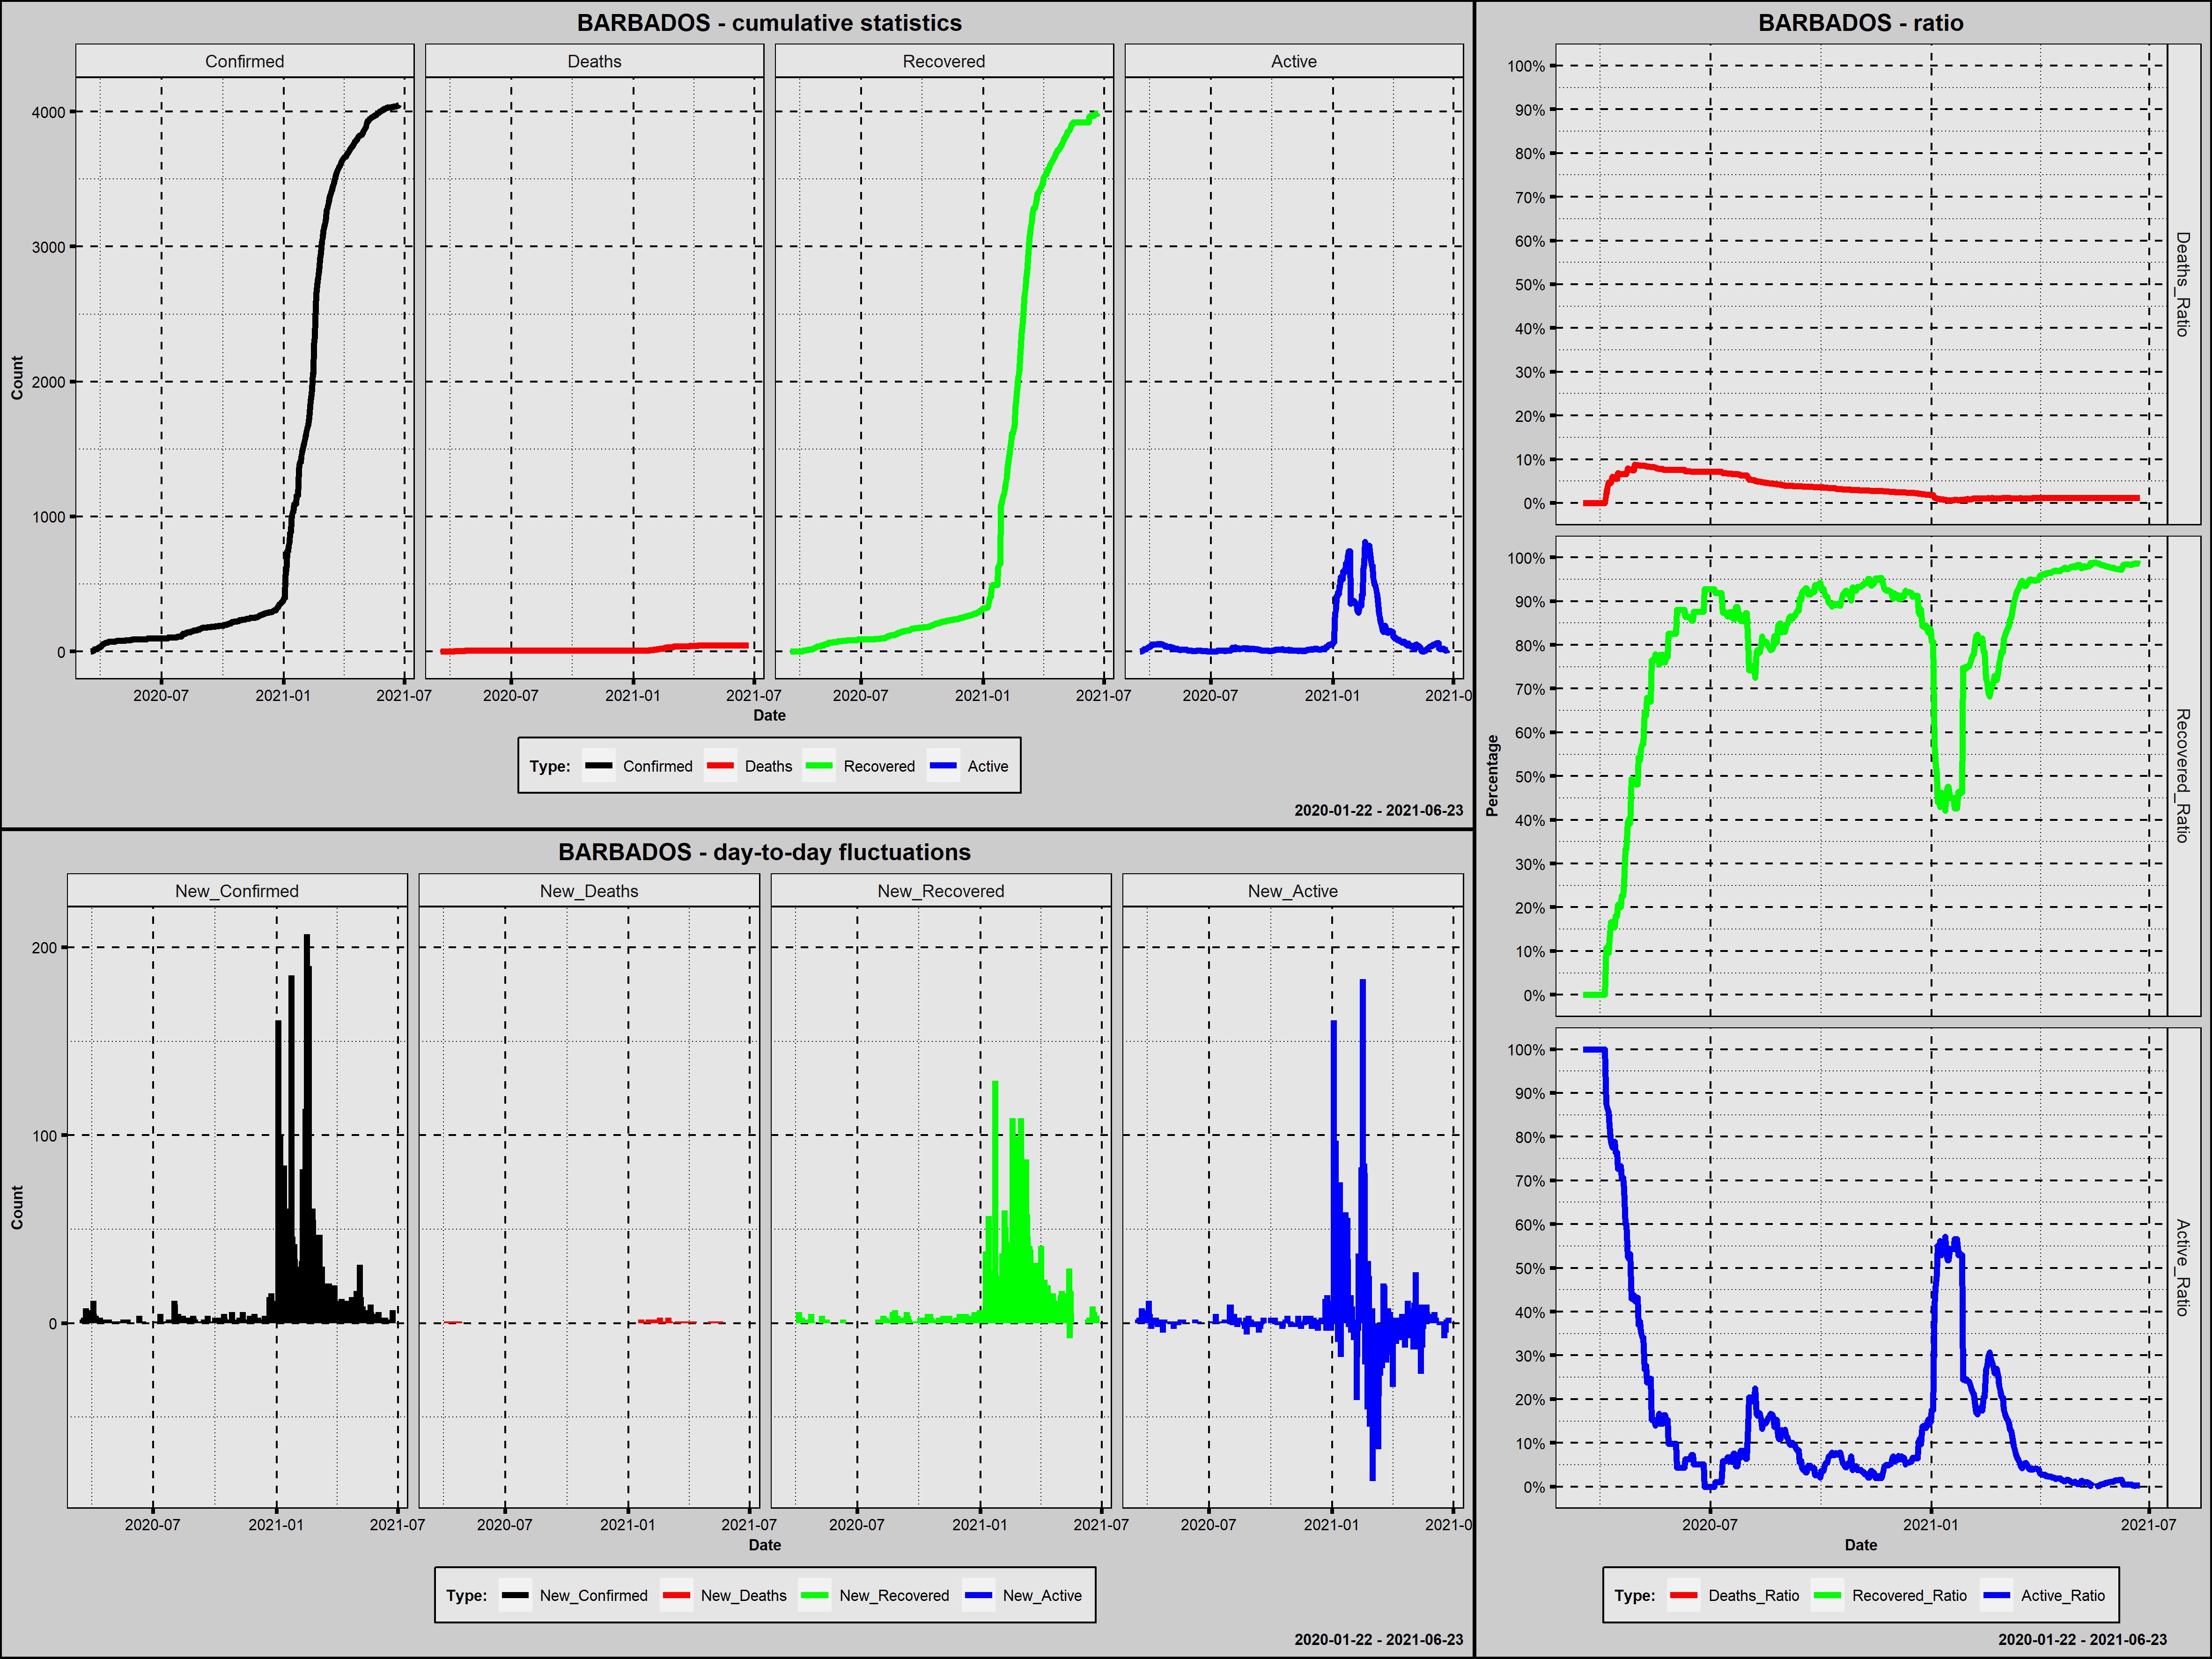 BARBADOS - cumulative statistics
Confirmed Deaths Recovered Active
Count
4000
3000
2000
1000
0
2020-07 2021-01 2021-07 2020-07 2021-01 2021-07 2020-07 2021-01 2021-07 2020-07 2021-01 2021-0
Date
Type: Confirmed Deaths Recovered Active
2020-01-22 - 2021-06-23
BARBADOS - day-to-day fluctuations
New_Confirmed New_Deaths New_Recovered New_Active
Count
200
100
0
2020-07 2021-01 2021-07 2020-07 2021-01 2021-07 2020-07 2021-01 2021-07 2020-07 2021-01 2021-0
Date
Type: New_Confirmed New_Deaths New_Recovered New_Active
2020-01-22 - 2021-06-23
BARBADOS - ratio
Percentage
100%
90%
80%
70%
60%
50%
40%
30%
20%
10%
0%
Deaths_Ratio
100%
90%
80%
70%
60%
50%
40%
30%
20%
10%
0%
Recovered_Ratio
100%
90%
80%
70%
60%
50%
40%
30%
20%
10%
0%
Active_Ratio
2020-07 2021-01 2021-07
Date
Type: Deaths_Ratio Recovered_Ratio Active_Ratio
2020-01-22 - 2021-06-23